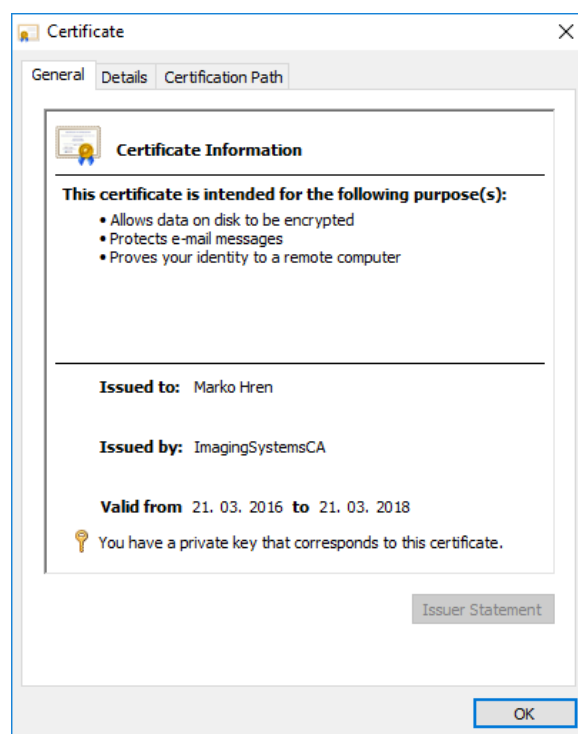 Certificate
General Details Certification Path
Certificate Information
This certificate is intended for the following purpose(s):
• Allows data on disk to be encrypted
• Protects e-mail messages
• Proves your identity to a remote computer
Issued to: Marko Hren
Issued by: ImagingSystemsCA
Valid from 21. 03. 2016 to 21. 03. 2018
You have a private key that corresponds to this certificate.
Issuer Statement
OK